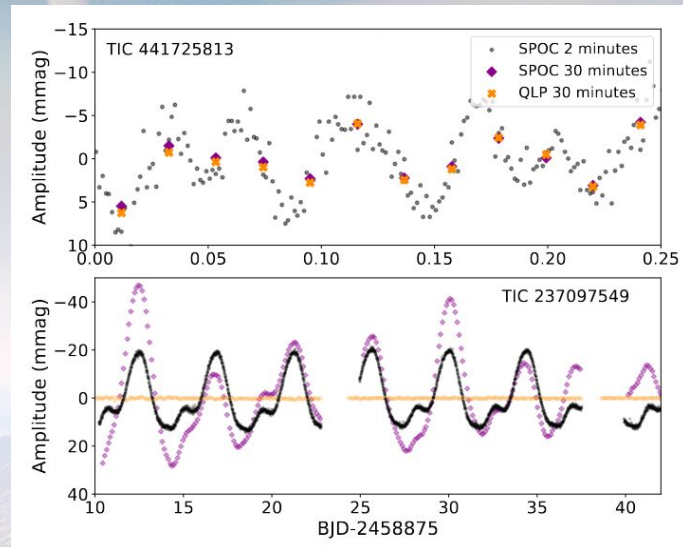 TIC 441725813
SPOC 2 minutes
SPOC 30 minutes
QLP 30 minutes
Amplitude (mmag)
−15
−10
−5
0
5
10
0.00 0.05 0.10 0.15 0.20 0.25
TIC 237097549
Amplitude (mmag)
−40
−20
0
20
40
10 15 20 25 30 35 40
BJD-2458875